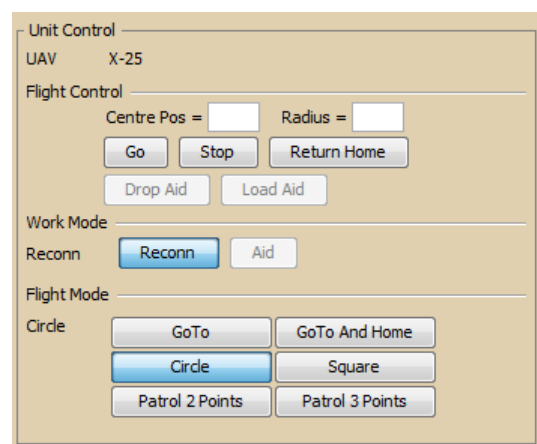 Unit Control
UAV X-25
Flight Control
Centre Pos = Radius =
Go Stop Return Home
Drop Aid Load Aid
Work Mode
Reconn Reconn Aid
Flight Mode
Circle GoTo GoTo And Home
Circle Square
Patrol 2 Points Patrol 3 Points